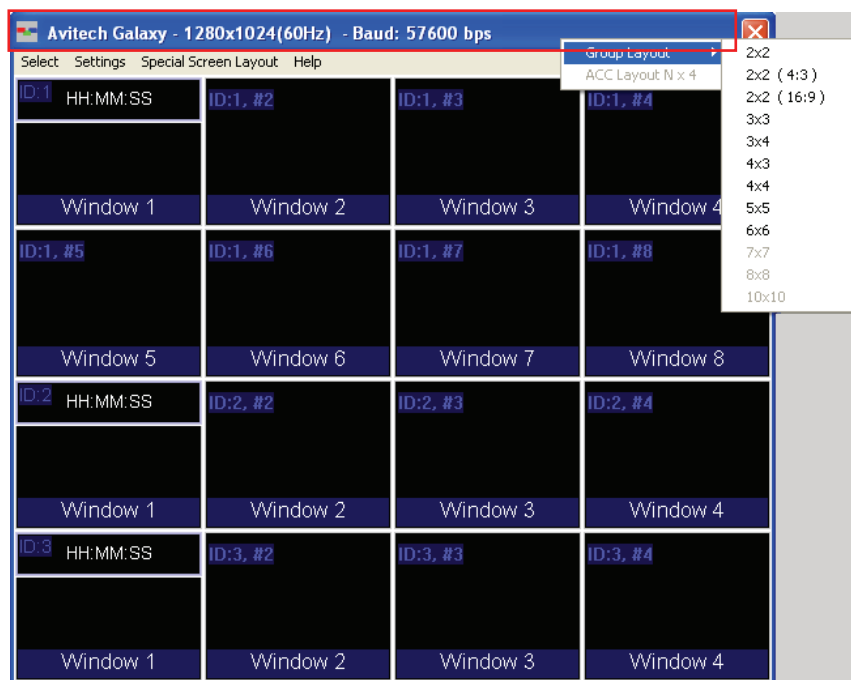 Avitech Galaxy - 1280x1024(60Hz) - Baud: 57600 bps
Select Settings Special Screen Layout Help
Group Layout
ACC Layout N x 4
2x2
2x2 ( 4:3 )
2x2 ( 16:9 )
3x3
3x4
4x3
4x4
5x5
6x6
7x7
8x8
10x10
ID:1 HH:MM:SS ID:1, #2 ID:1, #3 ID:1, #4
Window 1 Window 2 Window 3 Window 4
ID:1, #5 ID:1, #6 ID:1, #7 ID:1, #8
Window 5 Window 6 Window 7 Window 8
ID:2 HH:MM:SS ID:2, #2 ID:2, #3 ID:2, #4
Window 1 Window 2 Window 3 Window 4
ID:3 HH:MM:SS ID:3, #2 ID:3, #3 ID:3, #4
Window 1 Window 2 Window 3 Window 4